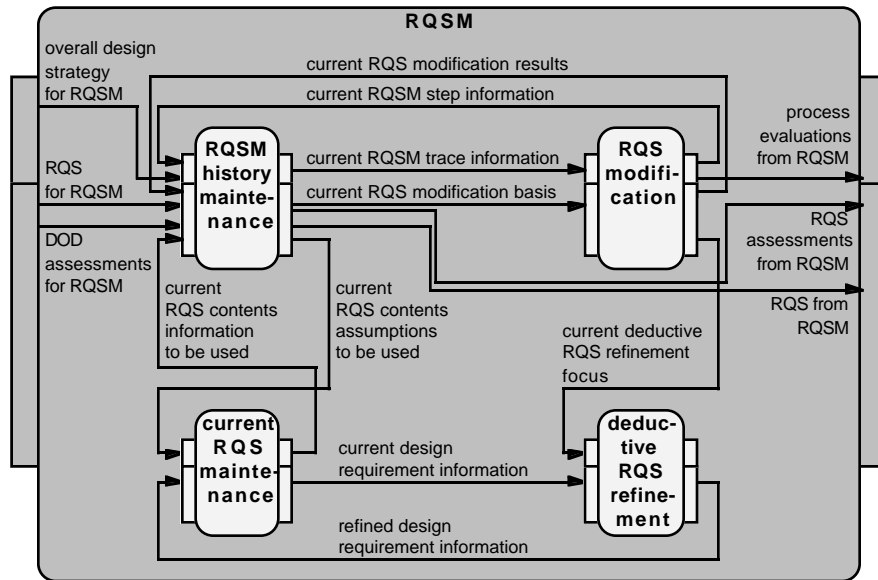 RQSM
overall design
strategy
for RQSM
current RQS modification results
current RQSM step information
process
evaluations
from RQSM
RQSM
history
mainte-
nance
current RQSM trace information
current RQS modification basis
RQS
modifi-
cation
RQS
for RQSM
DOD
assessments
for RQSM
RQS
assessments
from RQSM
RQS from
RQSM
current
RQS contents
information
to be used
current
RQS contents
assumptions
to be used
current deductive
RQS refinement
focus
current
RQS
mainte-
nance
current design
requirement information
deduc-
tive
RQS
refine-
ment
refined design
requirement information